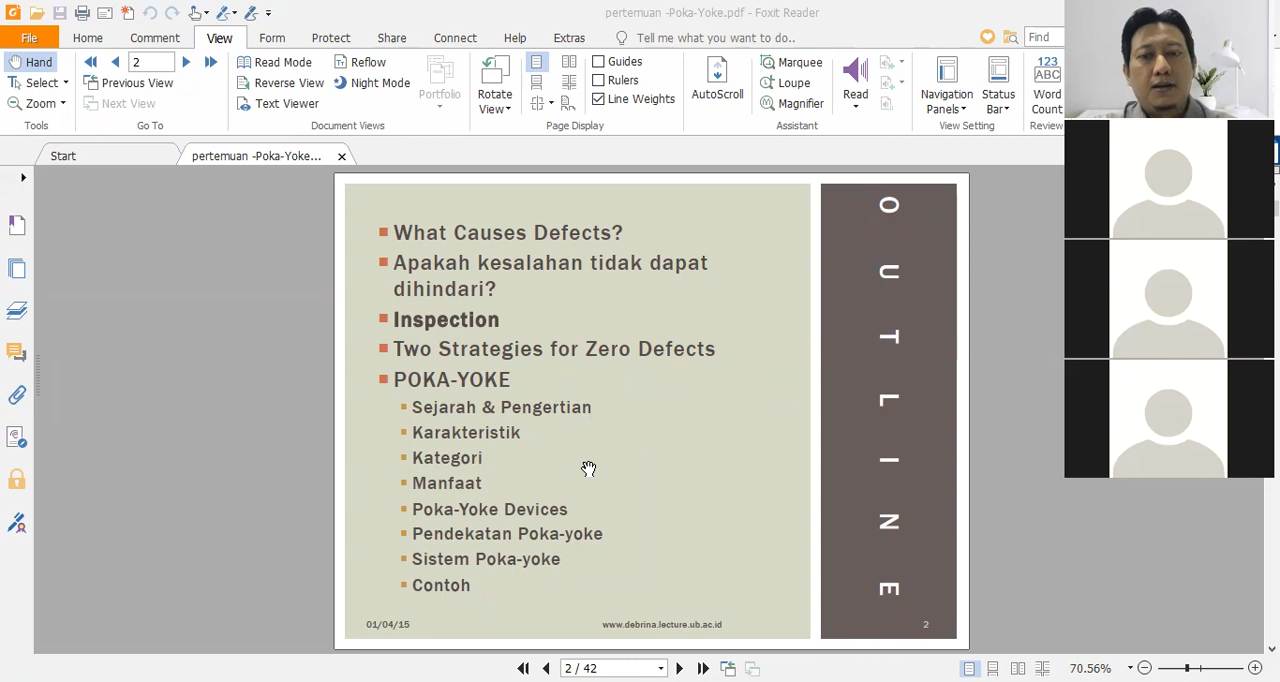 pertemuan -Poka-Yoke.pdf - Foxit Reader
File Home Comment View Form Protect Share Connect Help Extras Tell me what you want to do.. Find
Hand 2 Read Mode Reflow Guides Marquee 123
Select Previous View Reverse View Night Mode Rulers Loupe ABC
Zoom Next View Text Viewer Portfolio Rotate View Line Weights AutoScroll Magnifier Read Navigation Panels Status Bar Word Count
Tools Go To Document Views Page Display Assistant View Setting Review
Start pertemuan -Poka-Yoke...
What Causes Defects?
Apakah kesalahan tidak dapat
dihindari?
Inspection
Two Strategies for Zero Defects
POKA-YOKE
Sejarah & Pengertian
Karakteristik
Kategori
Manfaat
Poka-Yoke Devices
Pendekatan Poka-yoke
Sistem Poka-yoke
Contoh
01/04/15 www.debrina.lecture.ub.ac.id 2
OUTLINE
2 / 42 70.56%